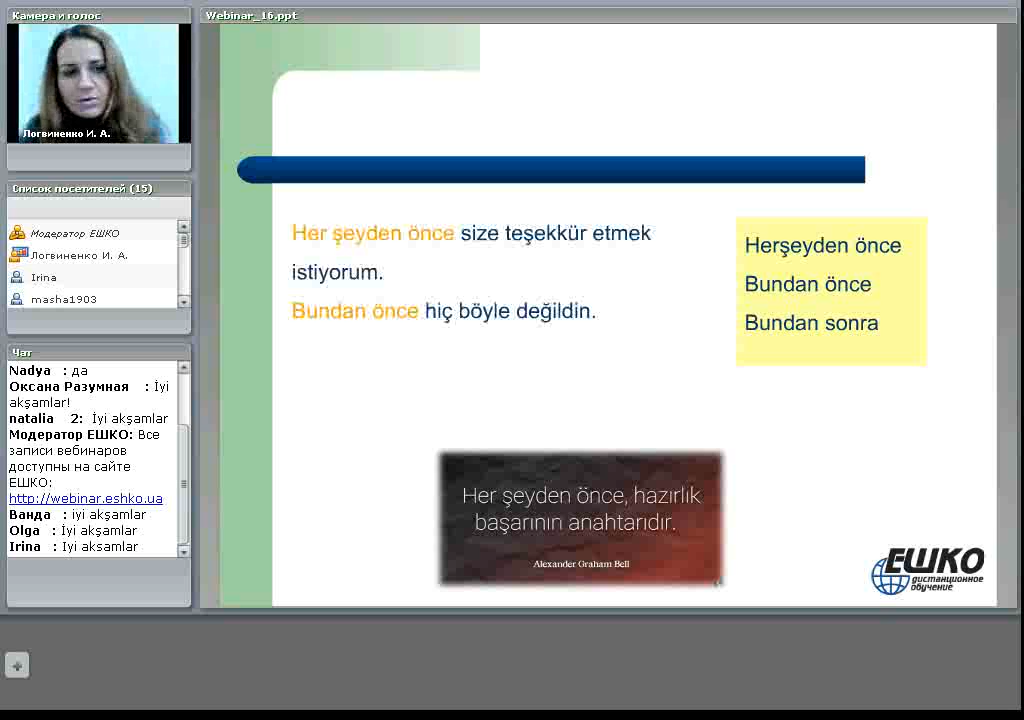 Камера и голос
Логвиненко И. А.
Список посетителей (15)
Модератор ЕШКО
Логвиненко И. А.
Irina
masha1903
Чат
Nadya : да
Оксана Разумная : İyi
akşamlar!
natalia 2: İyi akşamlar
Модератор ЕШКО: Все
записи вебинаров
доступны на сайте
ЕШКО:
http://webinar.eshko.ua
Ванда : iyi akşamlar
Olga : İyi akşamlar
Irina : Iyi aksamlar
Webinar_16.ppt
Her şeyden önce size teşekkür etmek
istiyorum.
Bundan önce hiç böyle değildin.
Herşeyden önce
Bundan önce
Bundan sonra
Her şeyden önce, hazırlık
başarının anahtarıdır.
Alexander Graham Bell
ЕШКО
дистанционное
обучение